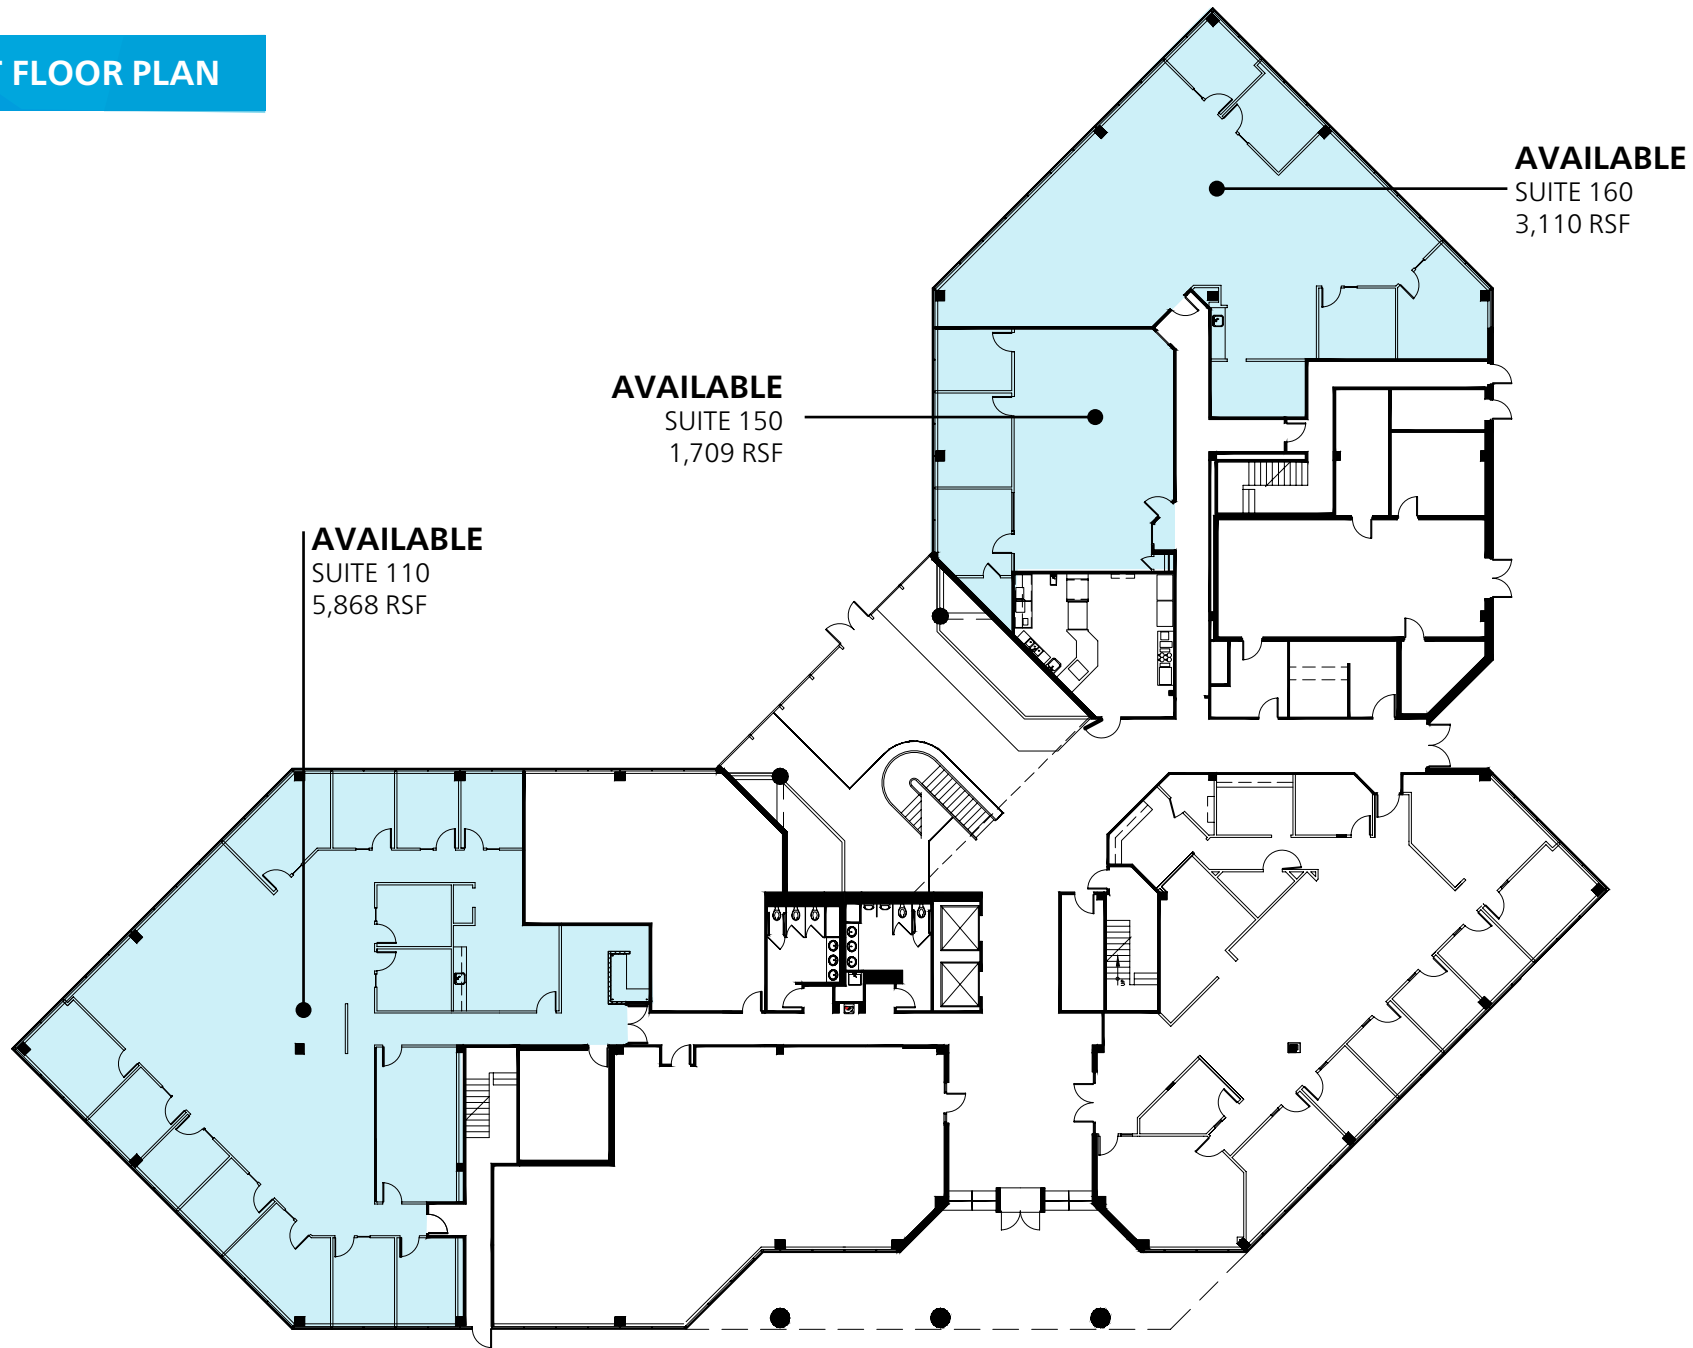 FLOOR PLAN
AVAILABLE
SUITE 160
3,110 RSF
AVAILABLE
SUITE 150
1,709 RSF
AVAILABLE
SUITE 110
5,868 RSF